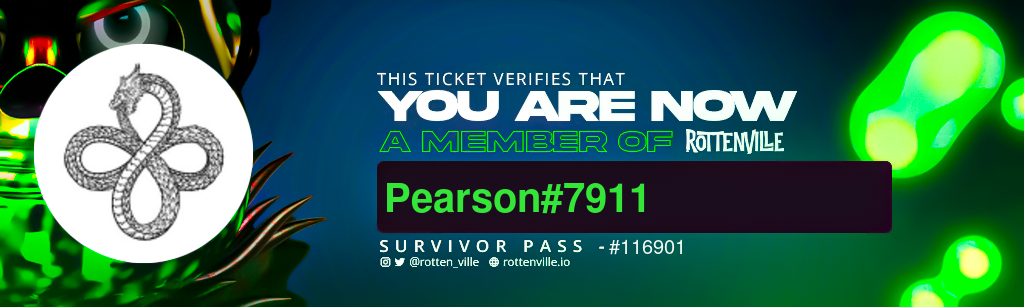 THIS TICKET VERIFIES THAT
YOU ARE NOW
A MEMBER OF ROTTENVILLE
Pearson#7911
SURVIVOR PASS - #116901
@rotten_ville rottenville.io